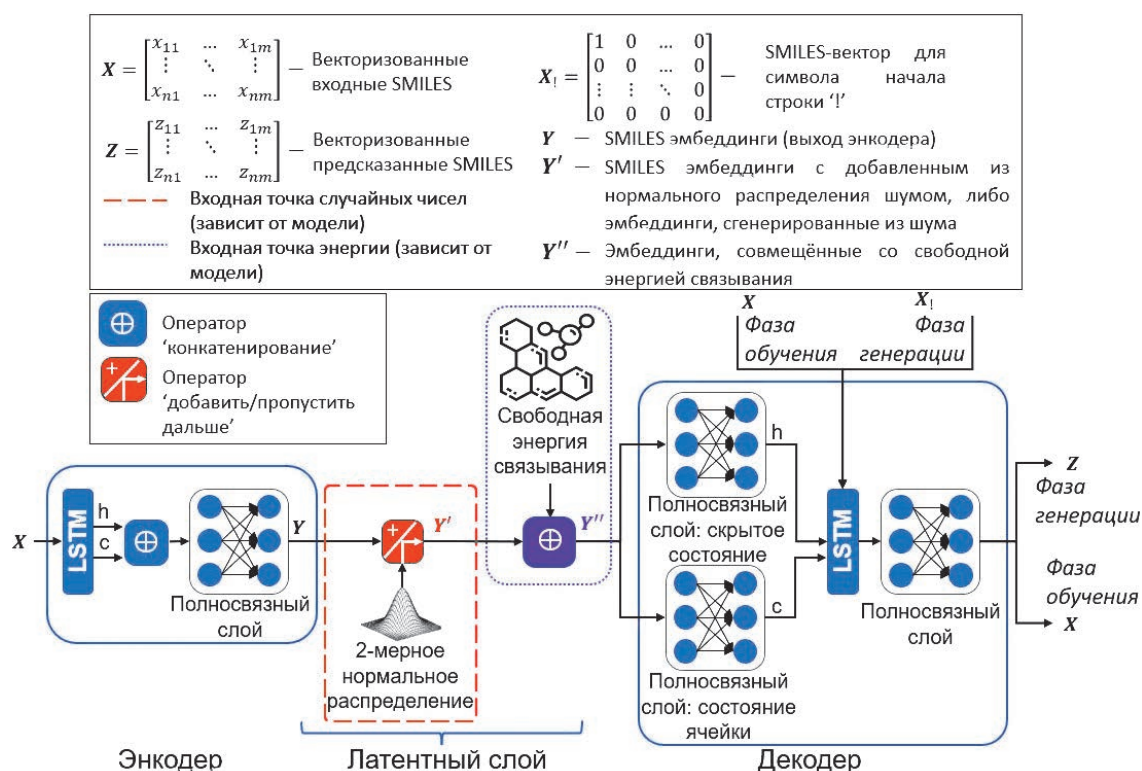 X = [x11 ... x1m ⋮ ⋱ ⋮ xn1 ... xnm] — Векторизованные
входные SMILES
Z = [z11 ... z1m ⋮ ⋱ ⋮ zn1 ... znm] — Векторизованные
предсказанные SMILES
Входная точка случайных чисел
(зависит от модели)
Входная точка энергии (зависит от
модели)
X! = [1 0 ... 0 0 0 ... 0 ⋮ ⋮ ⋱ 0 0 0 0 0] — SMILES-вектор для
символа начала
строки '!'
Y — SMILES эмбеддинги (выход энкодера)
Y' — SMILES эмбеддинги с добавленным из
нормального распределения шумом, либо
эмбеддинги, сгенерированные из шума
Y'' — Эмбеддинги, совмещённые со свободной
энергией связывания
Оператор
'конкатенирование'
Оператор
'добавить/пропустить
дальше'
X
LSTM
h
c
Полносвязный
слой
Y
Y'
2-мерное
нормальное
распределение
Свободная
энергия
связывания
Y''
X X!
Фаза Фаза
обучения генерации
h
Полносвязный
слой: скрытое
состояние
c
Полносвязный
слой: состояние
ячейки
LSTM
Полносвязный
слой
Z
Фаза
генерации
Фаза
обучения
X
Энкодер Латентный слой Декодер